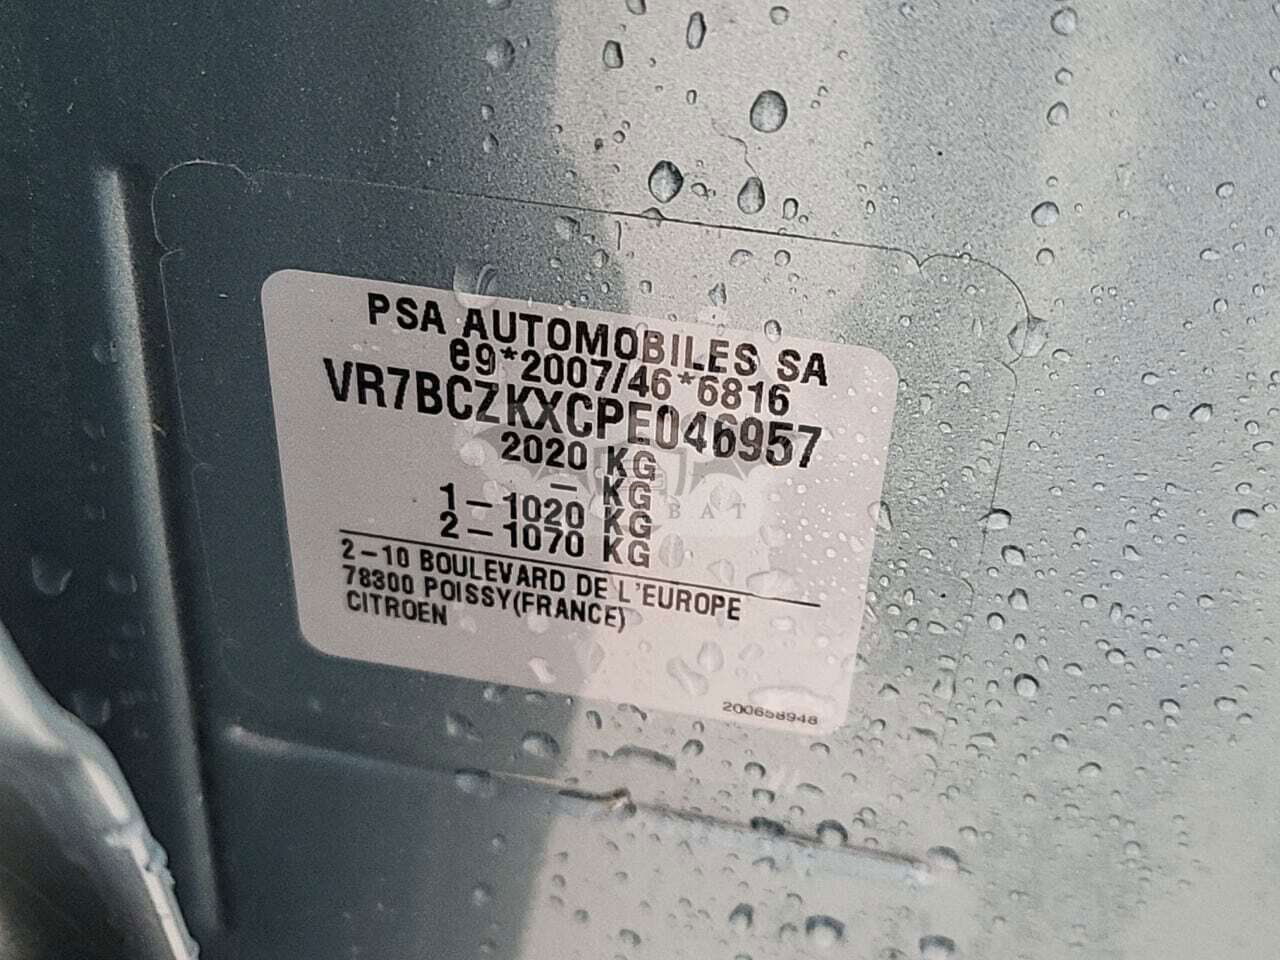 PSA AUTOMOBILES SA
e9*2007/46*6816
VR7BCZKXCPE046957
2020 KG
– KG
1–1020 KG
2–1070 KG
2–10 BOULEVARD DE L'EUROPE
78300 POISSY(FRANCE)
CITROEN
200658948